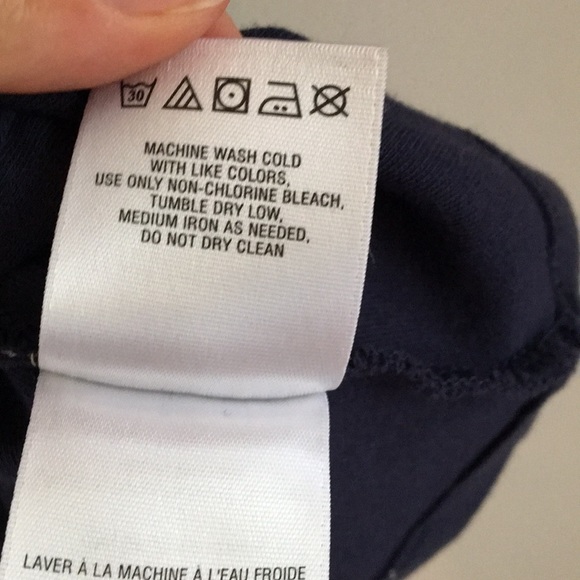 30
MACHINE WASH COLD
WITH LIKE COLORS,
USE ONLY NON-CHLORINE BLEACH,
TUMBLE DRY LOW,
MEDIUM IRON AS NEEDED,
DO NOT DRY CLEAN
LAVER À LA MACHINE À L'EAU FROIDE